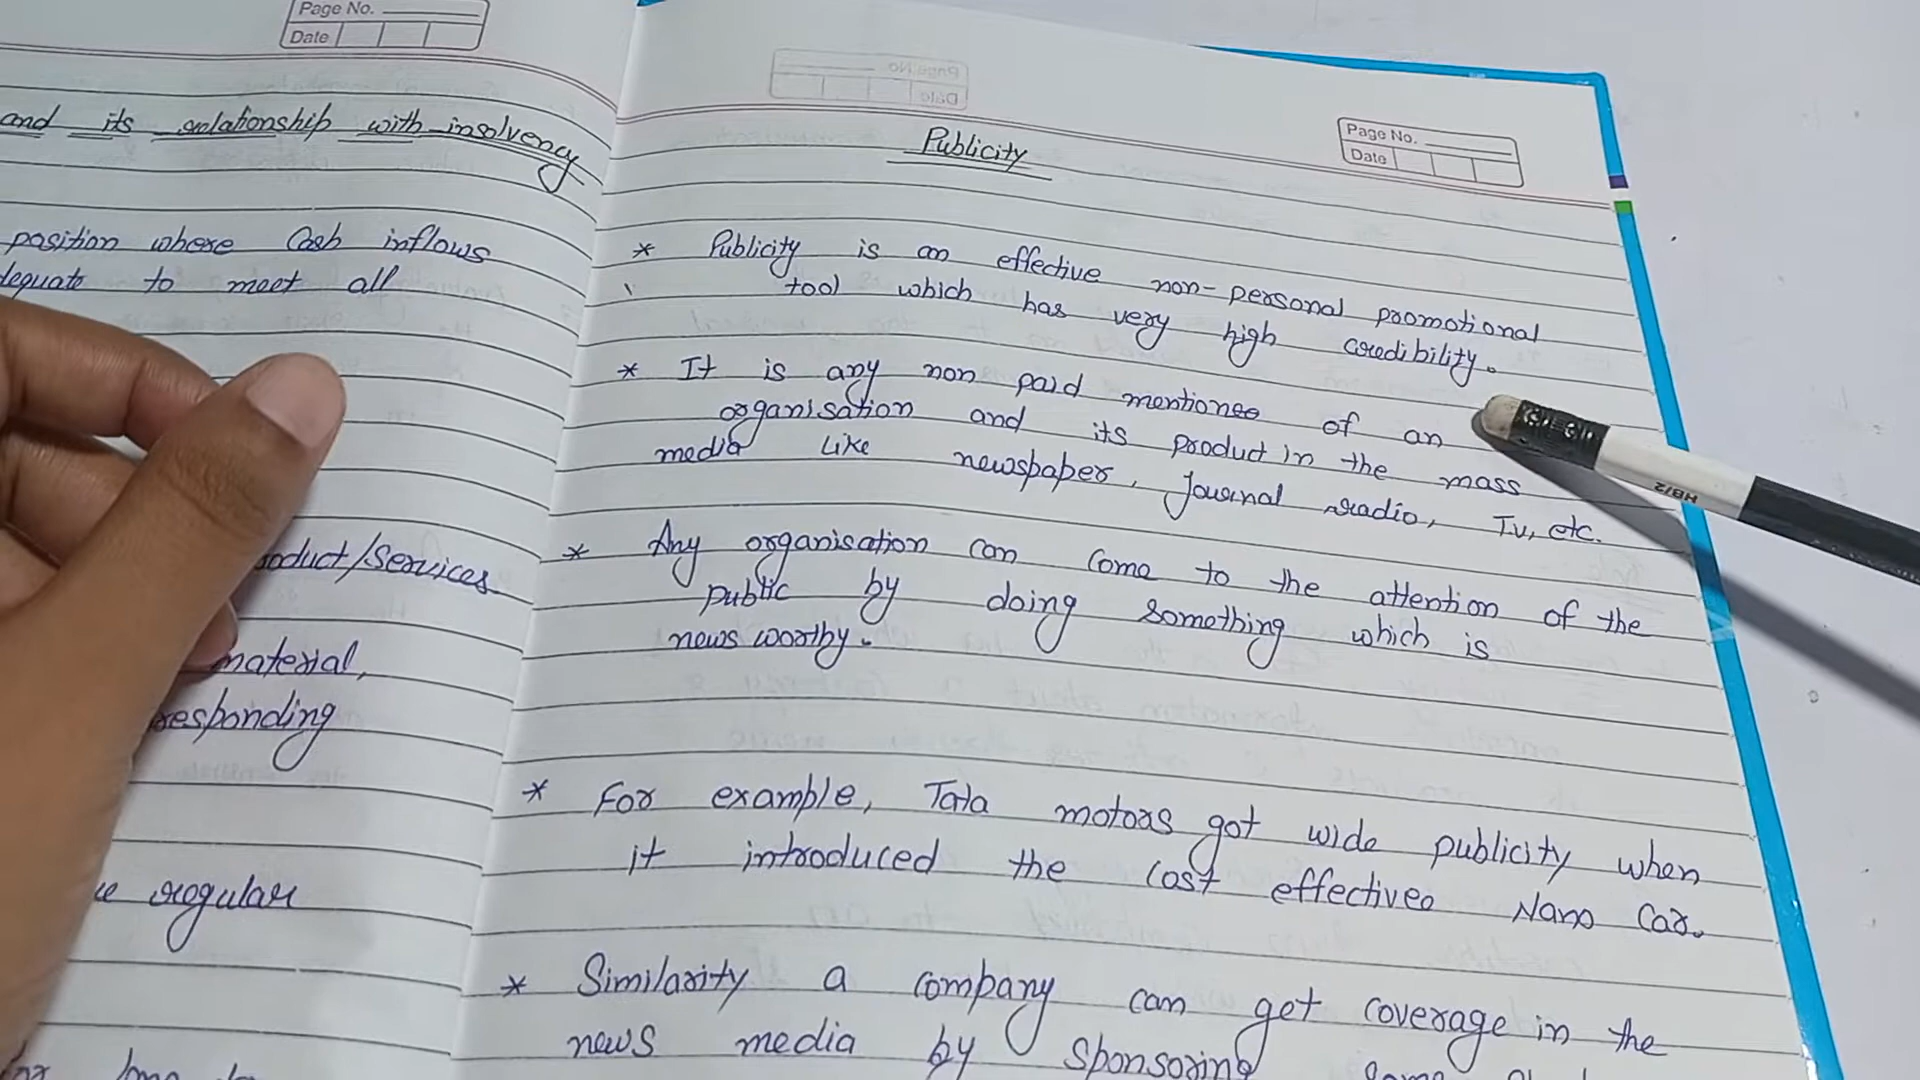 Page No.
Date
and its relationship with insolvency
position where Cash inflows
dequate to meet all
product/Services
material,
responding
regular
Page No.
Date
Publicity
* Publicity is an effective non-personal promotional
tool which has very high credibility.
* It is any non paid mentionee of an
organisation and its product in the mass
media Like newspaper, Journal radio, T.v, etc.
* Any organisation can Come to the attention of the
public by doing something which is
news worthy.
* For example, Tata motors got wide publicity when
it introduced the Cost effectivee Nano Car.
* Similarity a company can get coverage in the
news media by sponsoring
HB/2